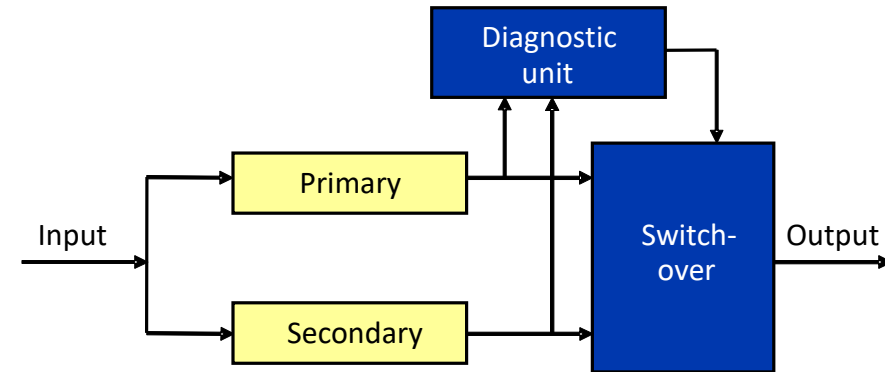 Diagnostic
unit
Primary
Input
Switch-
over
Output
Secondary